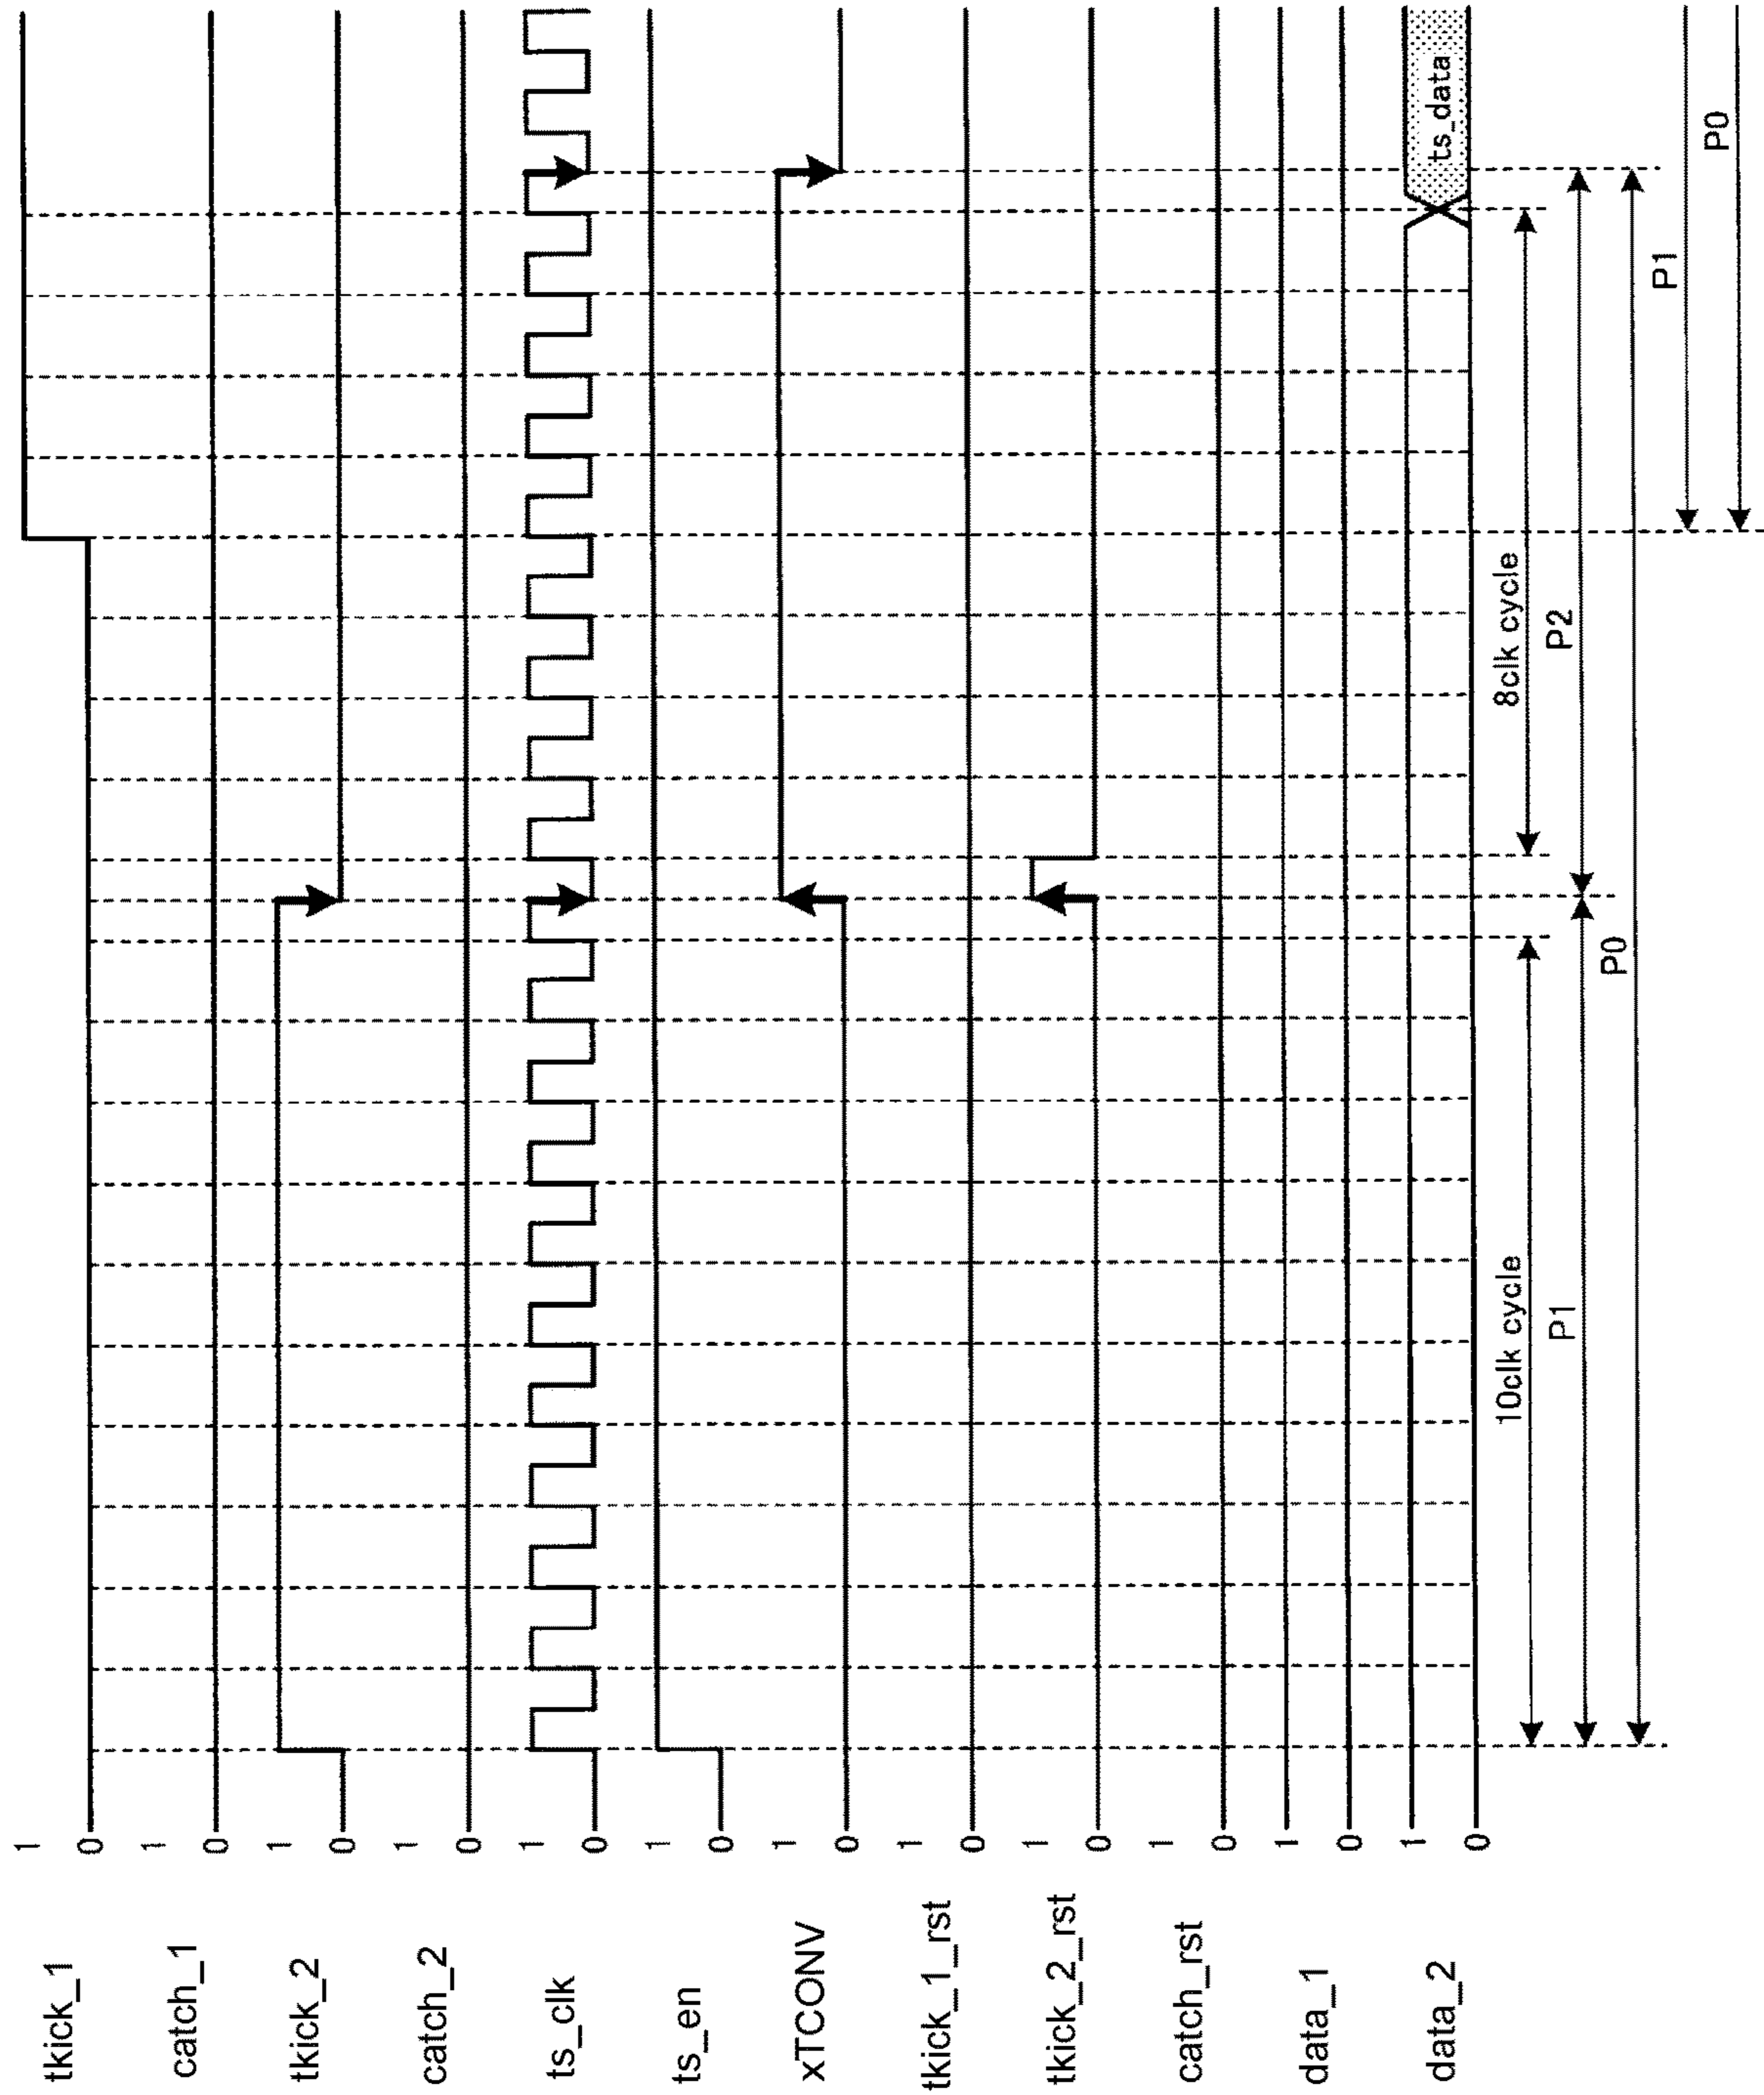 tkick_1
1
0
catch_1
1
0
tkick_2
1
0
catch_2
1
0
ts_clk
1
0
ts_en
1
0
xTCONV
1
0
tkick_1_rst
1
0
tkick_2_rst
1
0
catch_rst
1
0
data_1
1
0
data_2
1
0
ts_data
10clk cycle
8clk cycle
P1
P2
P0
P1
P0